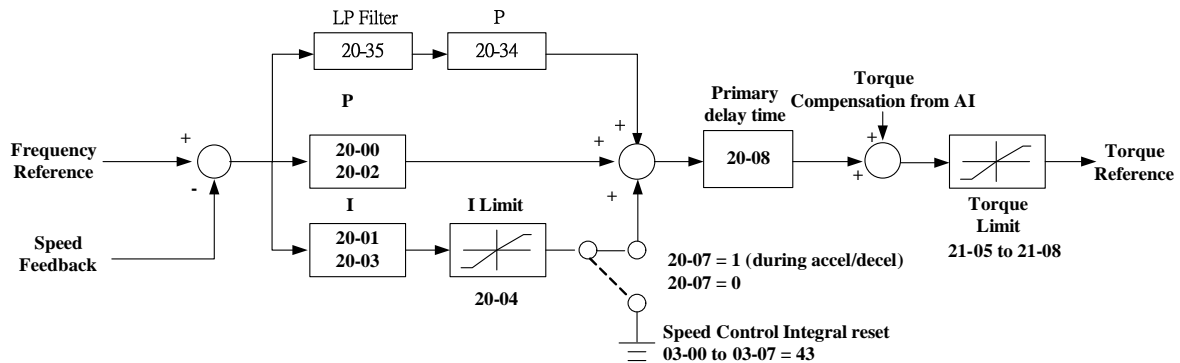 LP Filter
P
20-35
20-34
Torque
Compensation from AI
Primary
delay time
P
+
+
+
+
+
Frequency
Reference
-
20-00
20-02
20-08
+
Torque
Reference
+
I
I Limit
Torque
Limit
21-05 to 21-08
Speed
Feedback
20-01
20-03
20-07 = 1 (during accel/decel)
20-07 = 0
20-04
Speed Control Integral reset
03-00 to 03-07 = 43